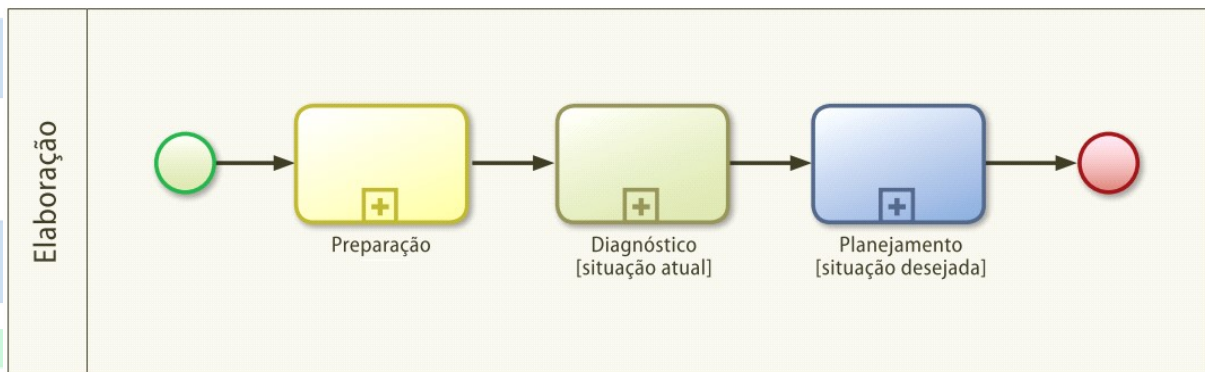 Elaboração
Preparação
Diagnóstico
[situação atual]
Planejamento
[situação desejada]